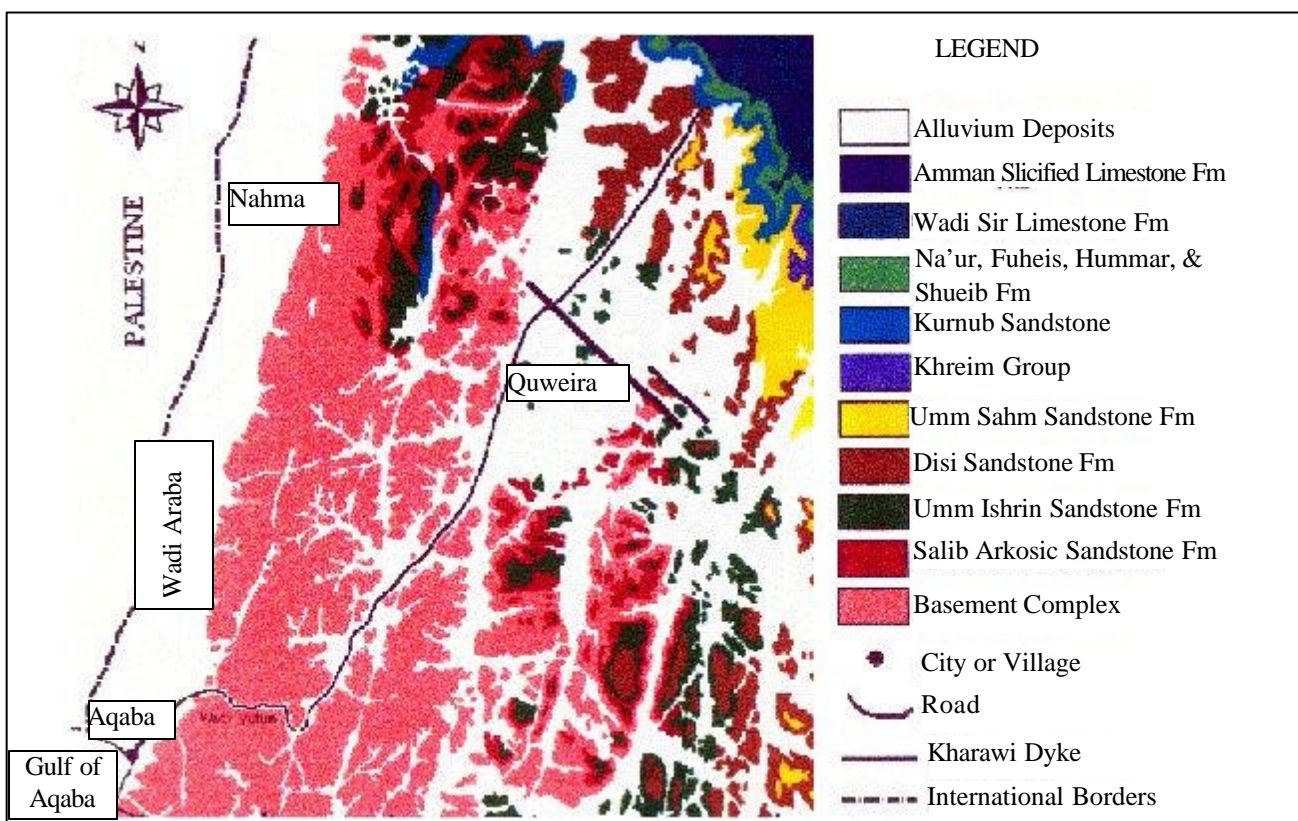 LEGEND
Alluvium Deposits
Amman Slicified Limestone Fm
Wadi Sir Limestone Fm
Na'ur, Fuheis, Hummar, &
Shueib Fm
Kurnub Sandstone
Khreim Group
Umm Sahm Sandstone Fm
Disi Sandstone Fm
Umm Ishrin Sandstone Fm
Salib Arkosic Sandstone Fm
Basement Complex
City or Village
Road
Kharawi Dyke
International Borders
Nahma
PALESTINE
Quweira
Wadi Araba
Aqaba
Wadi yutum
Gulf of
Aqaba